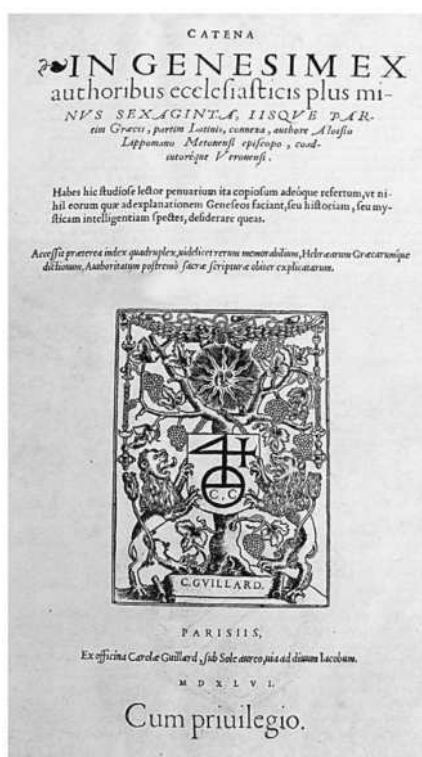 CATENA
IN GENESIM EX
authoribus ecclesiasticis plus mi-
NVS SEXAGINTA, IISQVE PAR-
tim Græcis, partim Latinis, connexa, authore Aloisio
Lippomano Metonensi episcopo, coad-
iutoréque Veronensi.
Habes hic studiose lector penuarium ita copiosum adeóque refertum, vt ni-
hil eorum quæ ad explanationem Geneseos faciant, seu historiam, seu my-
sticam intelligentiam spectes, desiderare queas.
Accessit præterea index quadruplex, videlicet rerum memorabilium, Hebræarum Græcarumque
dictionum, Authoritatum postremò sacræ scripturæ obiter explicatarum.
C. C
C. GVILLARD.
PARISIIS,
Ex officina Carolæ Guillard, sub Sole aureo, via ad diuum Iacobum.
M D XLVI.
Cum priuilegio.